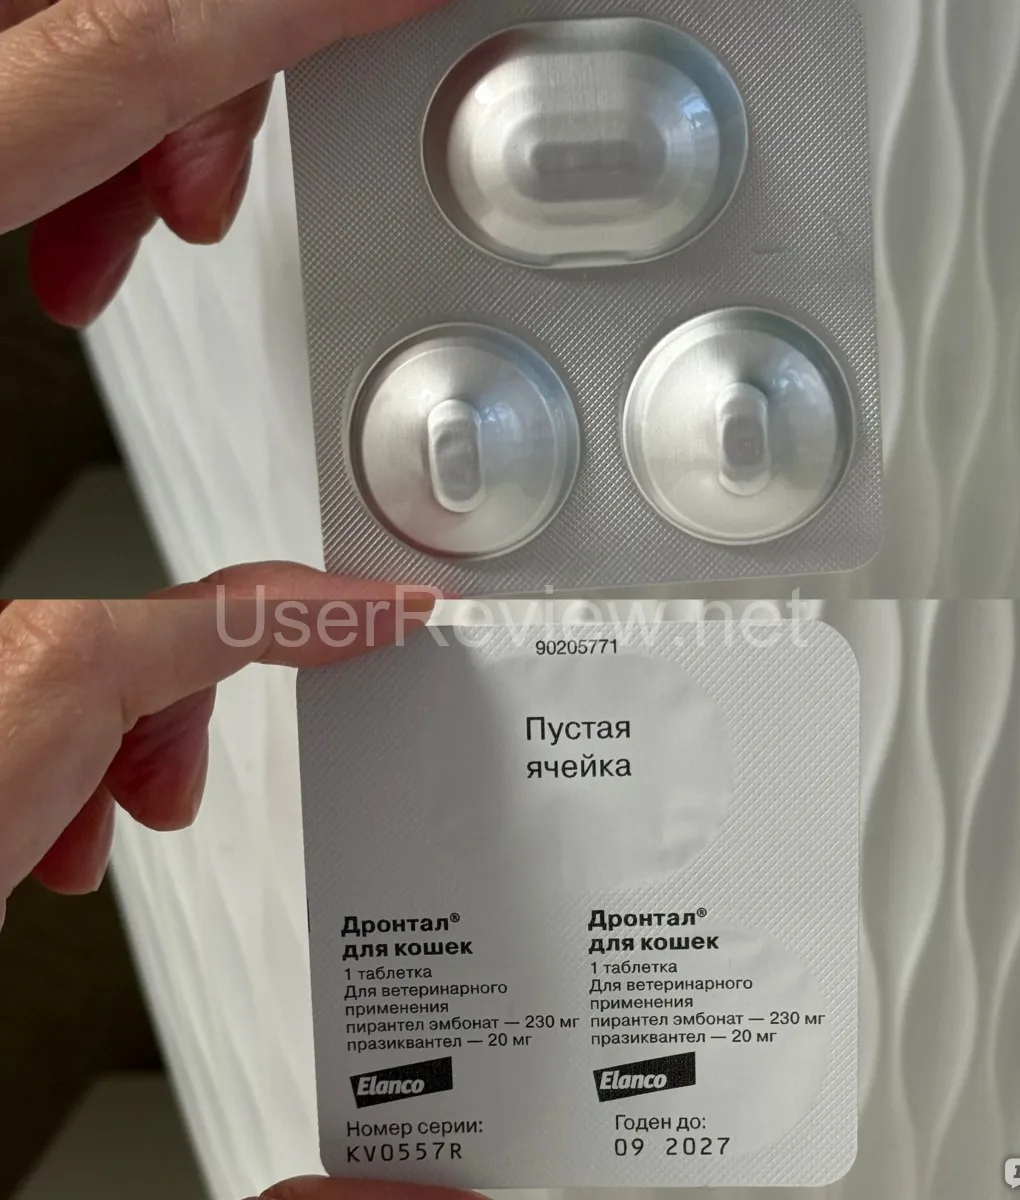 UserReview.net
90205771
Пустая
ячейка
Дронтал®
для кошек
1 таблетка
Для ветеринарного
применения
пирантел эмбонат — 230 мг
празиквантел — 20 мг
Elanco
Номер серии:
KV0557R
Дронтал®
для кошек
1 таблетка
Для ветеринарного
применения
пирантел эмбонат — 230 мг
празиквантел — 20 мг
Elanco
Годен до:
09 2027